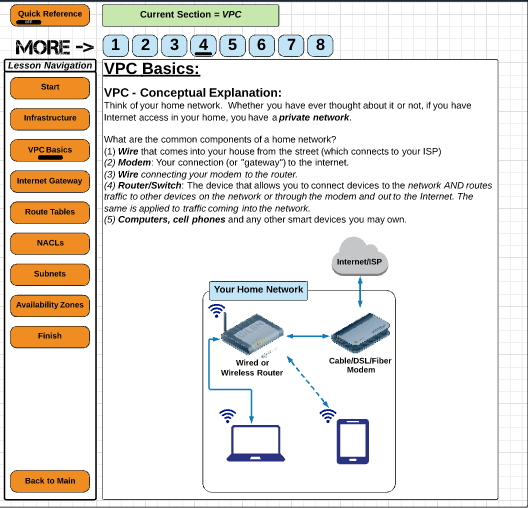 Quick Reference
Current Section = VPC
MORE ->
1 2 3 4 5 6 7 8
Lesson Navigation
Start
Infrastructure
VPC Basics
Internet Gateway
Route Tables
NACLs
Subnets
Availability Zones
Finish
Back to Main
VPC Basics:
VPC - Conceptual Explanation:
Think of your home network. Whether you have ever thought about it or not, if you have
Internet access in your home, you have a private network.
What are the common components of a home network?
(1) Wire that comes into your house from the street (which connects to your ISP)
(2) Modem: Your connection (or "gateway") to the internet.
(3) Wire connecting your modem to the router.
(4) Router/Switch: The device that allows you to connect devices to the network AND routes
traffic to other devices on the network or through the modem and out to the Internet. The
same is applied to traffic coming into the network.
(5) Computers, cell phones and any other smart devices you may own.
Internet/ISP
Your Home Network
Wired or
Wireless Router
Cable/DSL/Fiber
Modem